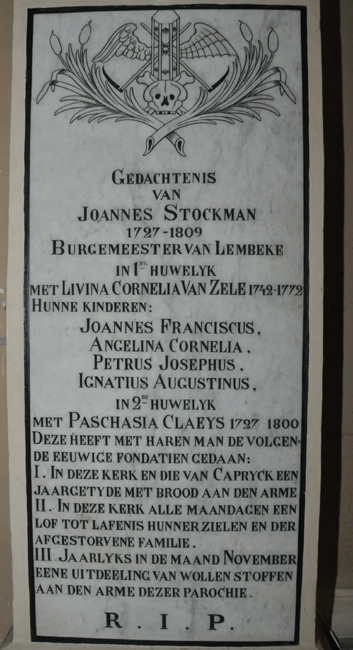 GEDACHTENIS
VAN
JOANNES STOCKMAN
1727-1809
BURGEMEESTER VAN LEMBEKE
IN 1STE HUWELYK
MET LIVINA CORNELIA VAN ZELE 1742-1772
HUNNE KINDEREN:
JOANNES FRANCISCUS,
ANGELINA CORNELIA,
PETRUS JOSEPHUS,
IGNATIUS AUGUSTINUS,
IN 2DE HUWELYK
MET PASCHASIA CLAEYS 1727 1800
DEZE HEEFT MET HAREN MAN DE VOLGEN-
DE EEUWIGE FONDATIEN GEDAAN:
I. IN DEZE KERK EN DIE VAN CAPRYCK EEN
JAARGETYDE MET BROOD AAN DEN ARME
II. IN DEZE KERK ALLE MAANDAGEN EEN
LOF TOT LAFENIS HUNNER ZIELEN EN DER
AFGESTORVENE FAMILIE.
III. JAARLYKS IN DE MAAND NOVEMBER
EENE UITDEELING VAN WOLLEN STOFFEN
AAN DEN ARME DEZER PAROCHIE.
R. I. P.